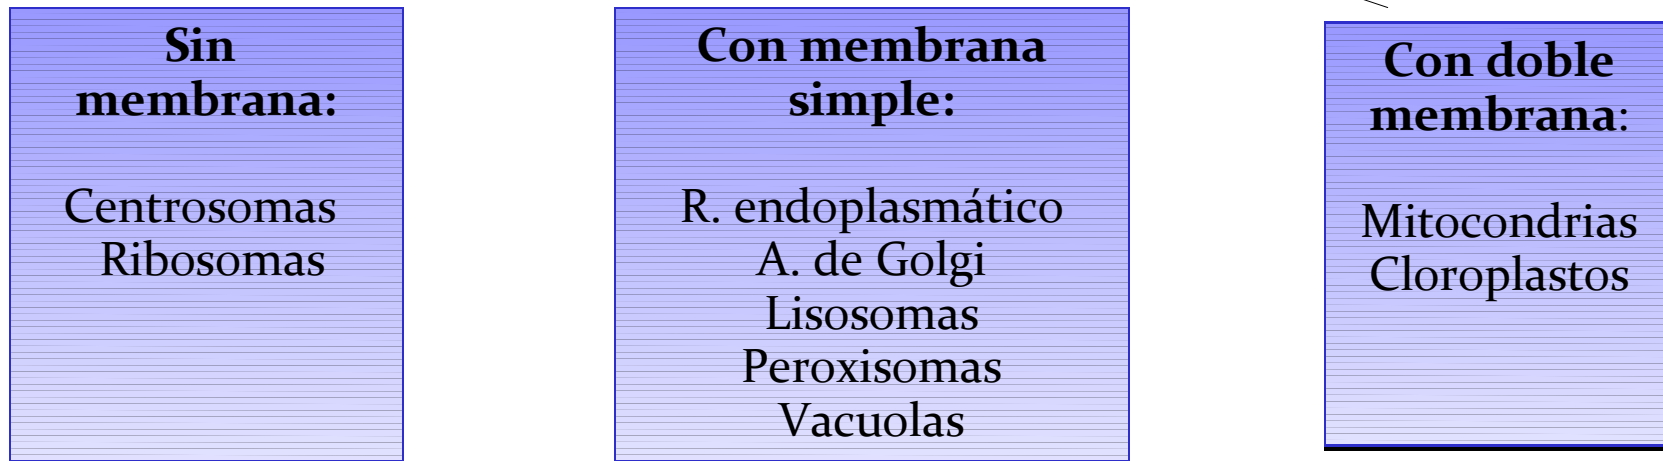 Sin
membrana:
Centrosomas
Ribosomas
Con membrana
simple:
R. endoplasmático
A. de Golgi
Lisosomas
Peroxisomas
Vacuolas
Con doble
membrana:
Mitocondrias
Cloroplastos